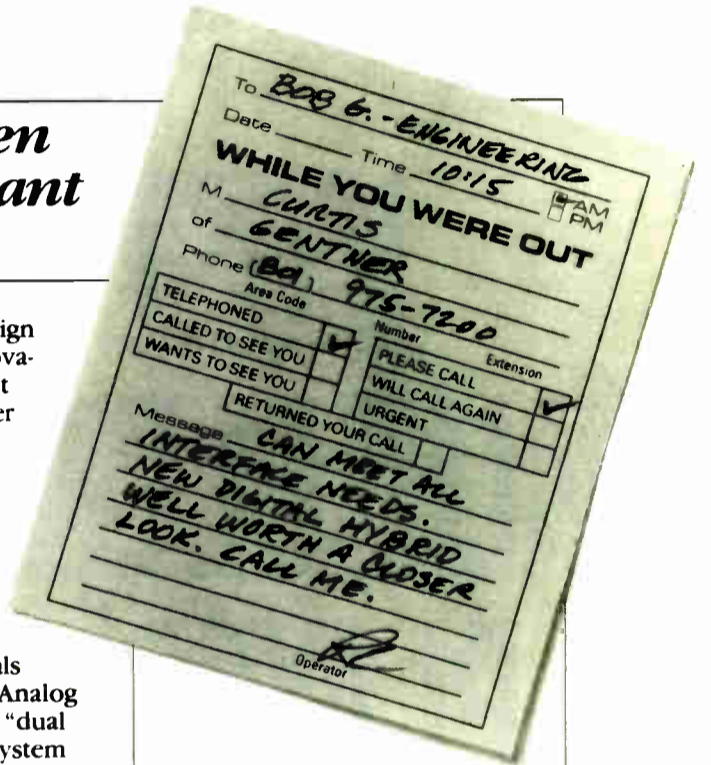 en
ant
ign
ova-
t
er
als
Analog
"dual
ystem
To BOB G. - ENGINEERING
Date Time 10:15 AM
PM
WHILE YOU WERE OUT
M CURTIS
of GENTNER
Phone (801) 975-7200
Area Code Number Extension
TELEPHONED PLEASE CALL
CALLED TO SEE YOU WILL CALL AGAIN
WANTS TO SEE YOU URGENT
RETURNED YOUR CALL
Message CAN MEET ALL
INTERFACE NEEDS.
NEW DIGITAL HYBRID
WELL WORTH A CLOSER
LOOK. CALL ME.
Operator